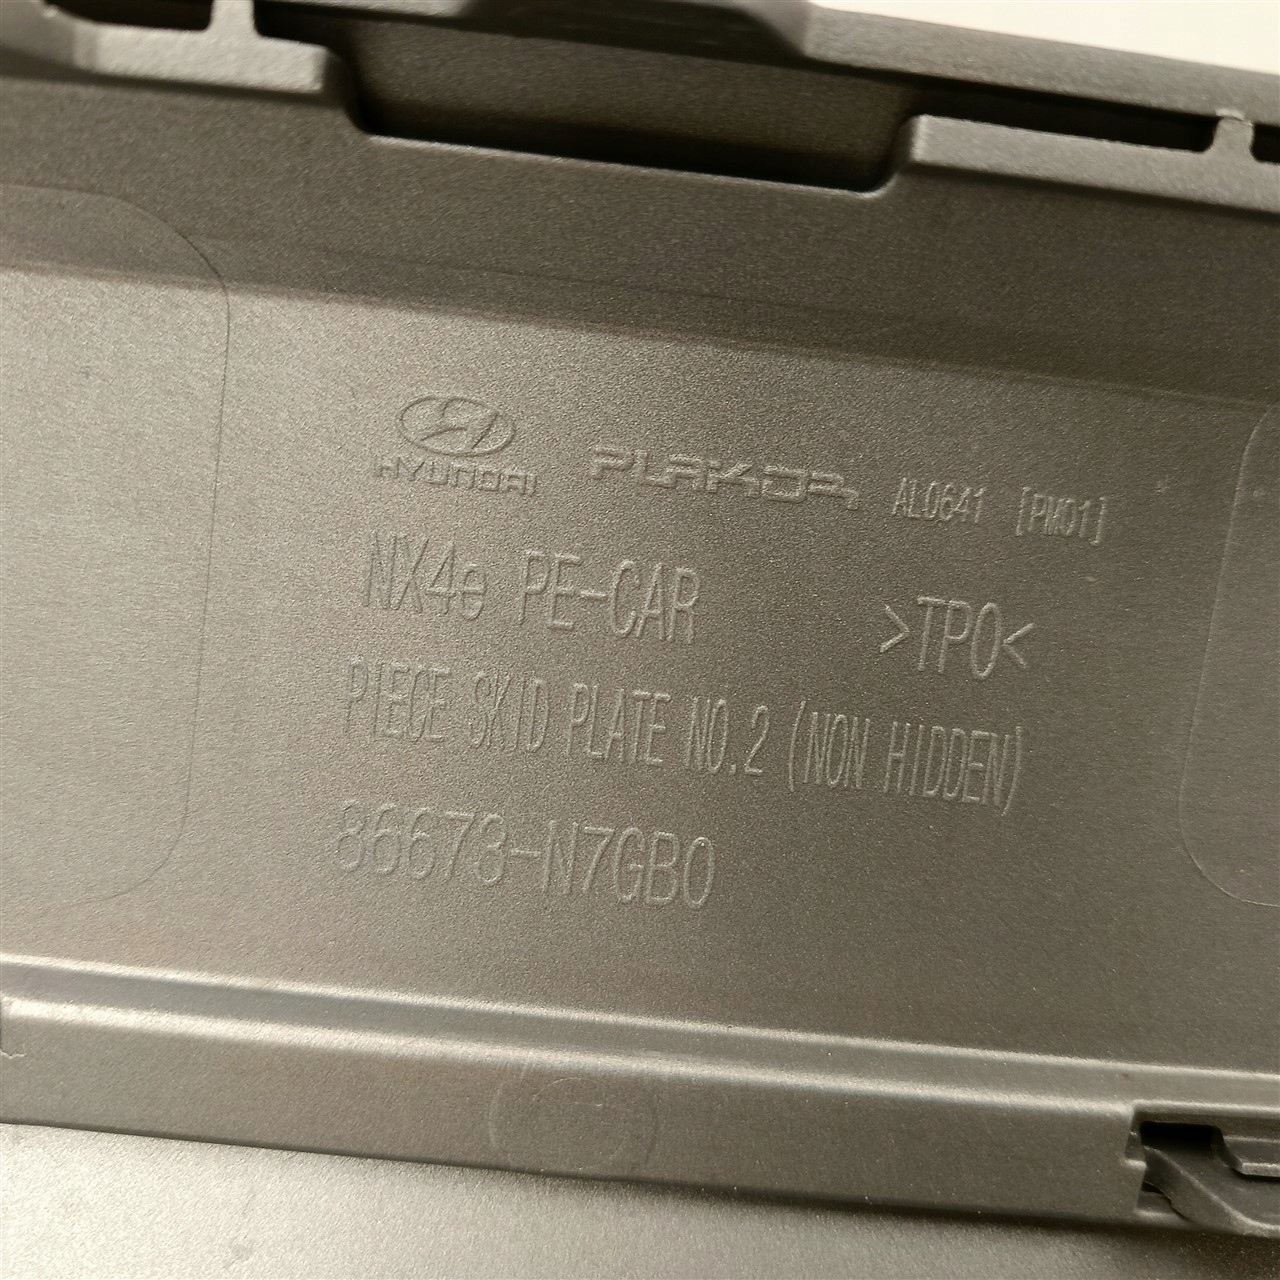 HYUNDAI PLAKOR AL0641 [PM01]
NX4e PE-CAR >TPO<
PIECE SKID PLATE NO.2 (NON HIDDEN)
86673-N7GB0